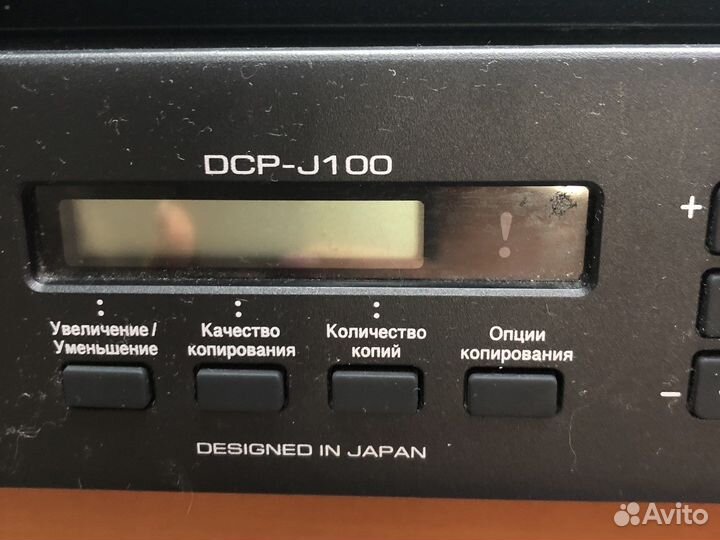 DCP-J100
!
+
Увеличение/
Уменьшение
Качество
копирования
Количество
копий
Опции
копирования
−
DESIGNED IN JAPAN
Avito